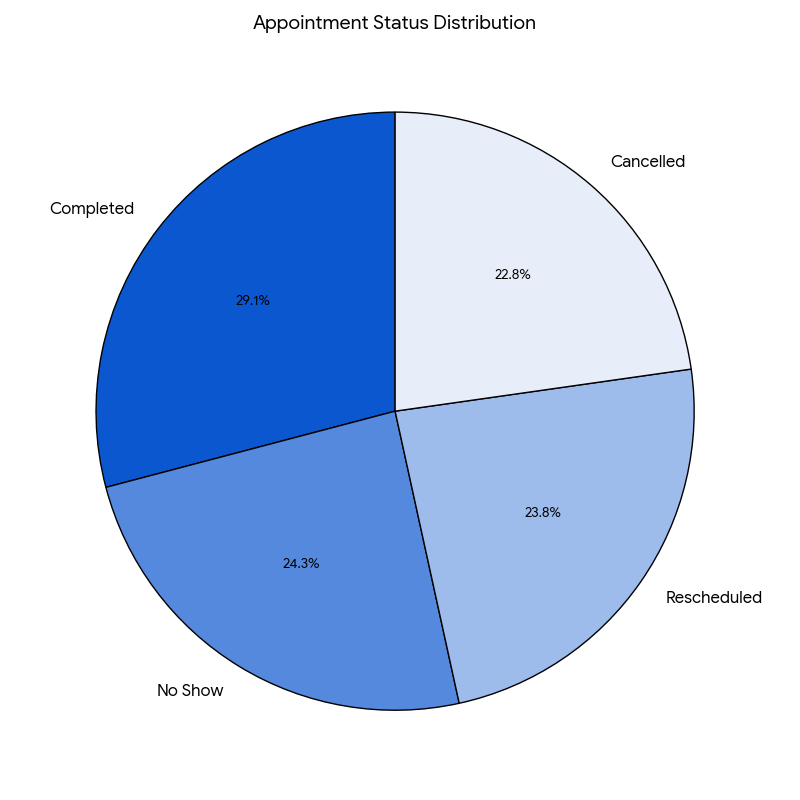 Appointment Status Distribution
Cancelled
Completed
22.8%
29.1%
23.8%
24.3%
Rescheduled
No Show